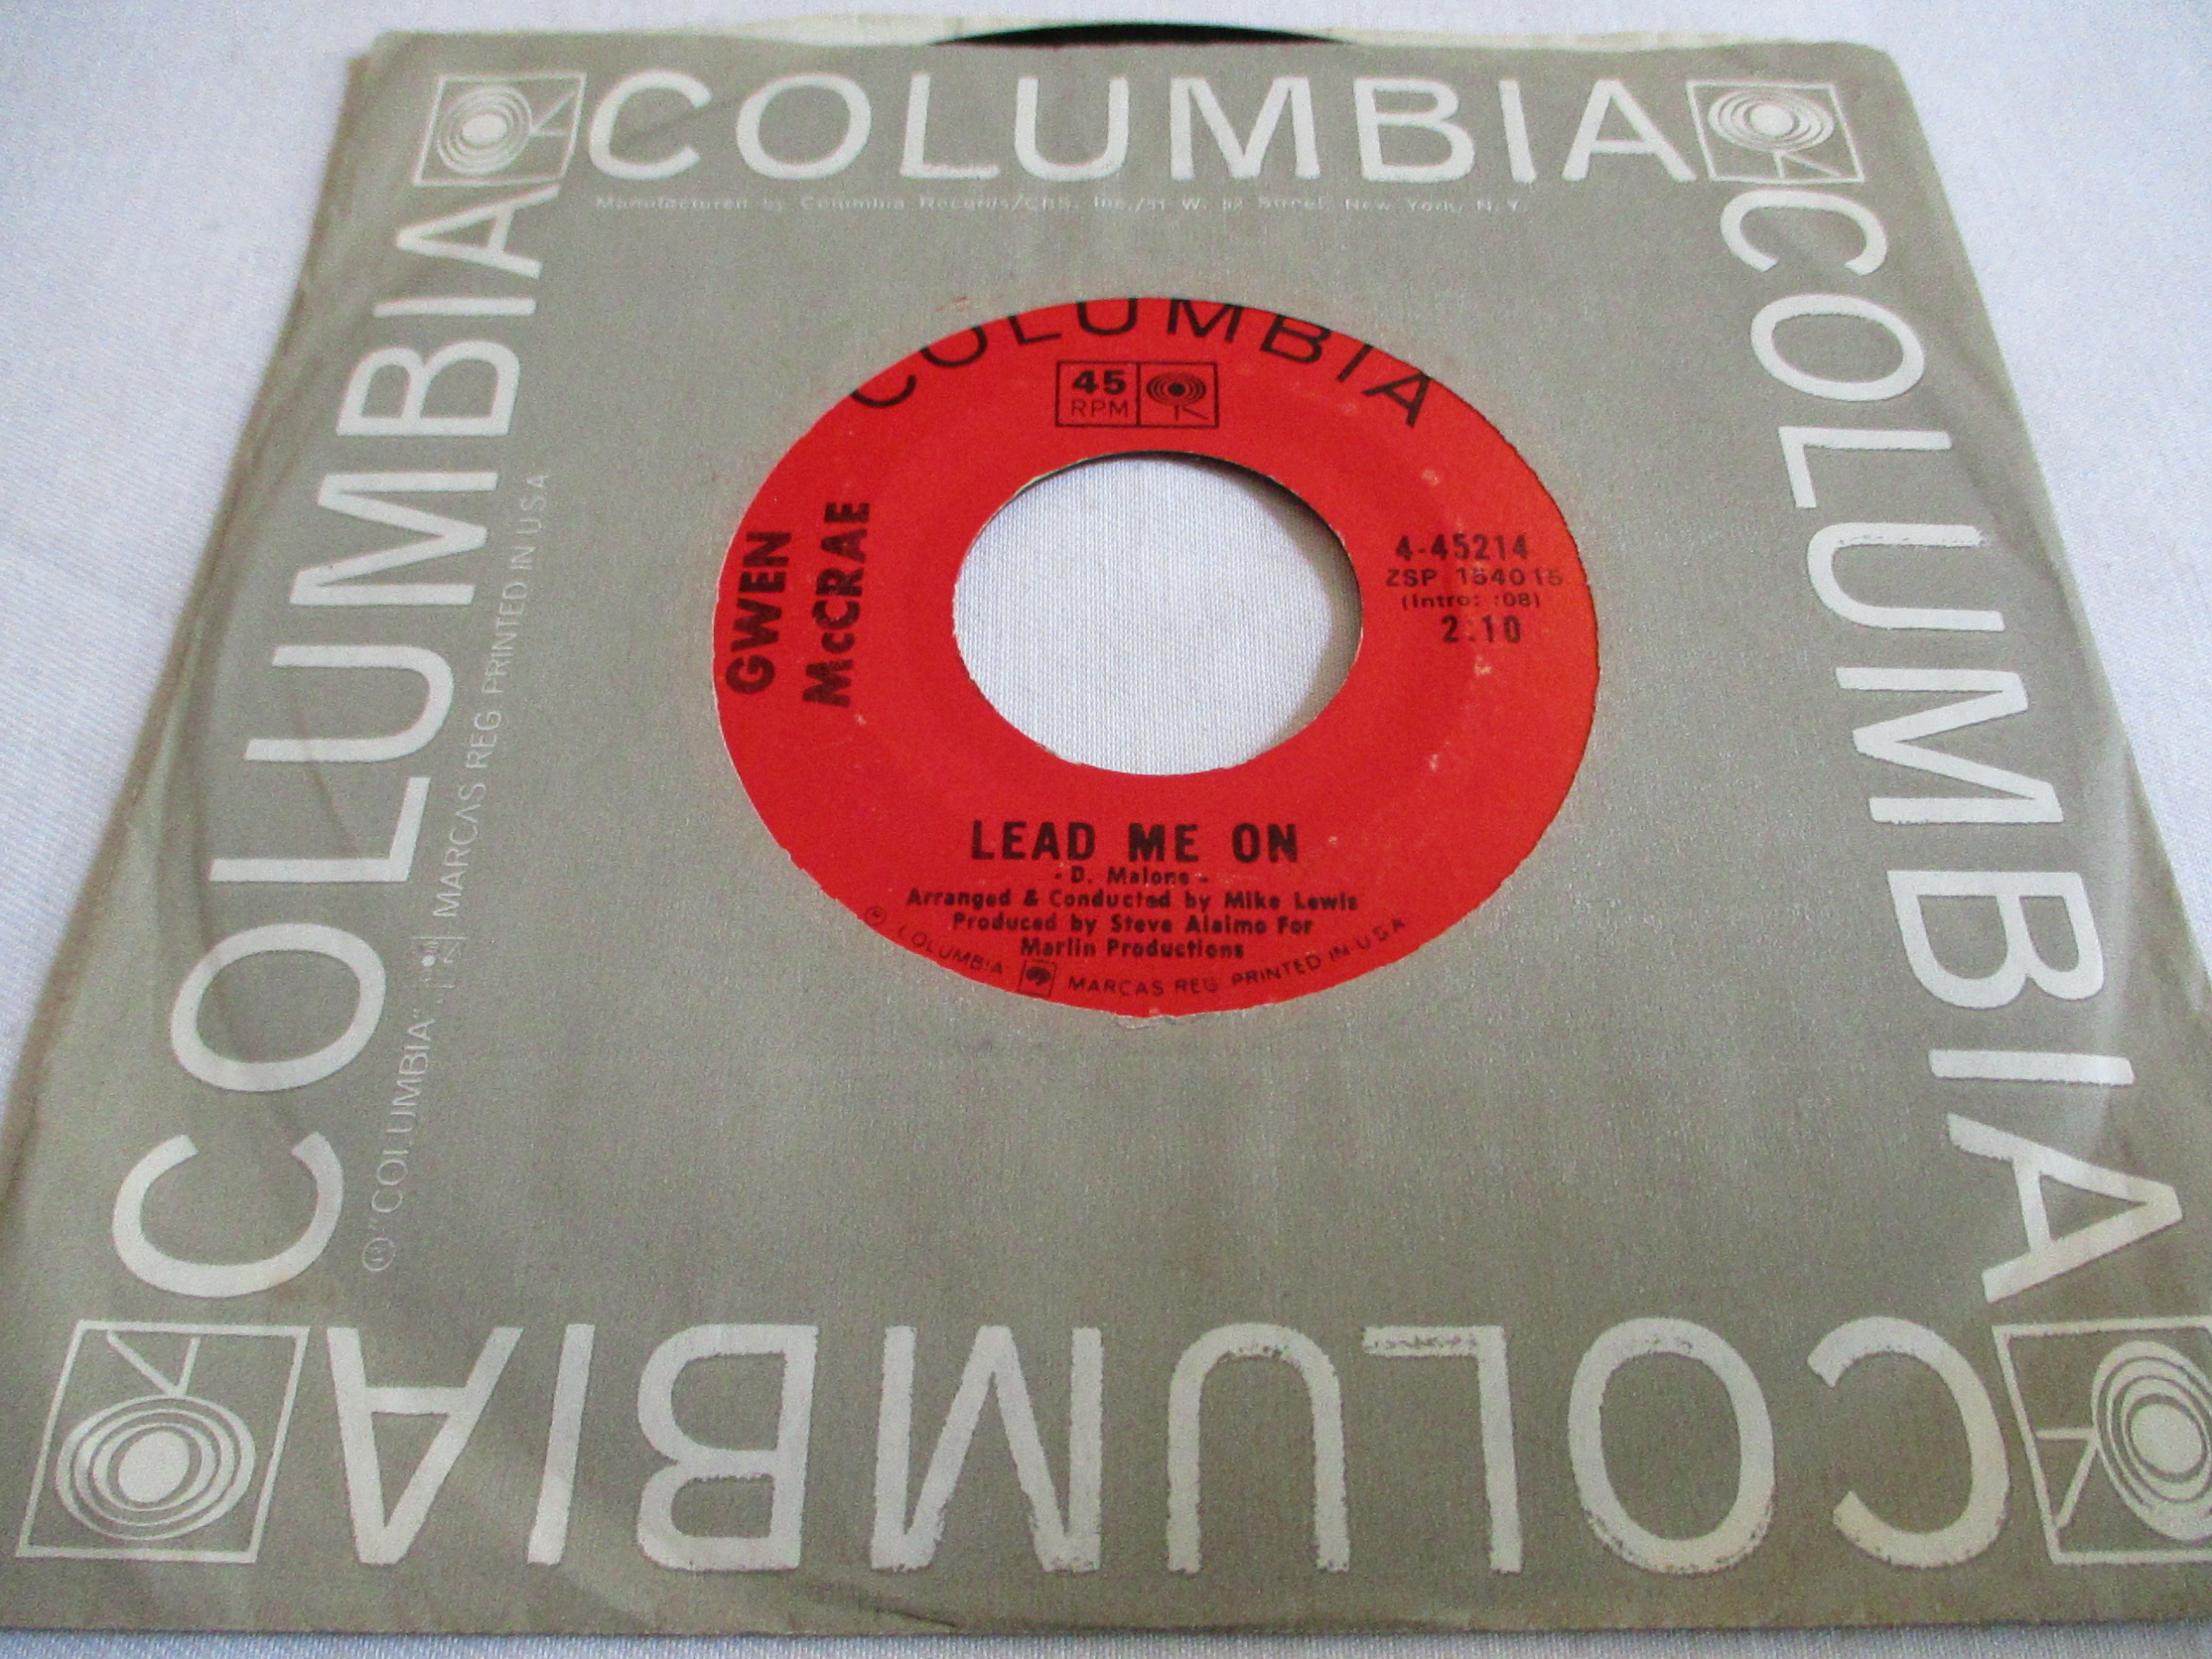 COLUMBIA
Manufactured by Columbia Records/CBS, Inc./51 W. 52 Street, New York, N.Y.
COLUMBIA
COLUMBIA
COLUMBIA
® "COLUMBIA" MARCAS REG PRINTED IN USA
COLUMBIA
45
RPM
GWEN
McCRAE
4-45214
ZSP 154015
(Intro: :08)
2:10
LEAD ME ON
- D. Malone -
Arranged & Conducted by Mike Lewis
Produced by Steve Alaimo For
Marlin Productions
® COLUMBIA MARCAS REG PRINTED IN U S A